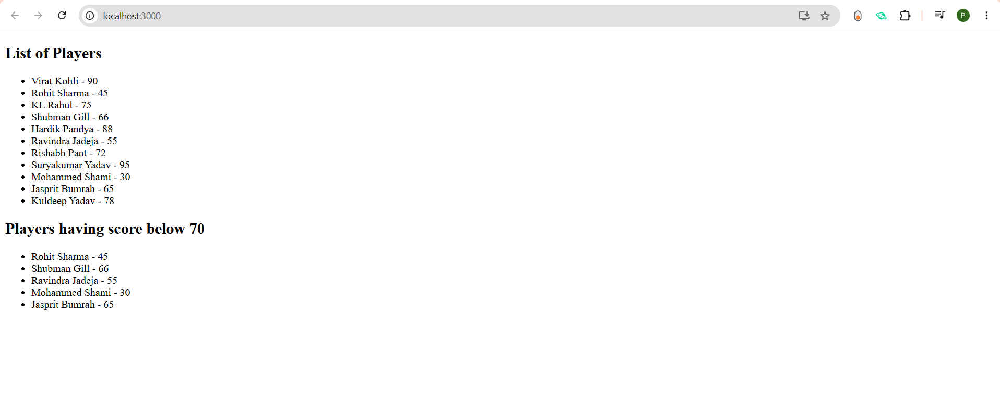 localhost:3000
P
List of Players
• Virat Kohli - 90
• Rohit Sharma - 45
• KL Rahul - 75
• Shubman Gill - 66
• Hardik Pandya - 88
• Ravindra Jadeja - 55
• Rishabh Pant - 72
• Suryakumar Yadav - 95
• Mohammed Shami - 30
• Jasprit Bumrah - 65
• Kuldeep Yadav - 78
Players having score below 70
• Rohit Sharma - 45
• Shubman Gill - 66
• Ravindra Jadeja - 55
• Mohammed Shami - 30
• Jasprit Bumrah - 65